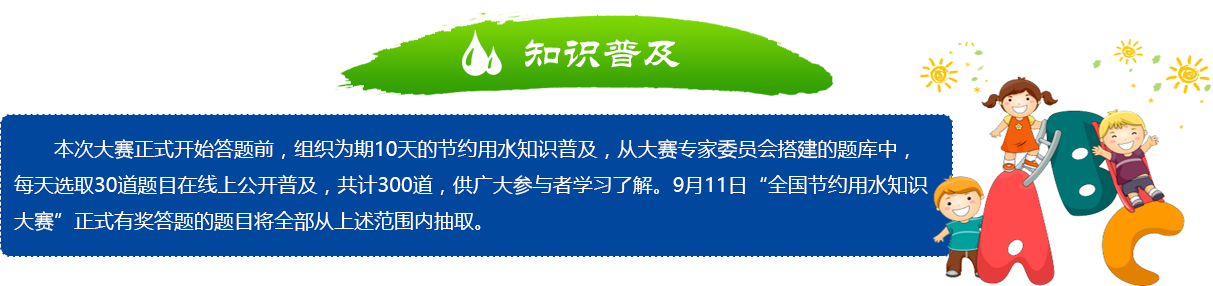 知识普及
本次大赛正式开始答题前，组织为期10天的节约用水知识普及，从大赛专家委员会搭建的题库中，
每天选取30道题目在线上公开普及，共计300道，供广大参与者学习了解。9月11日“全国节约用水知识
大赛”正式有奖答题的题目将全部从上述范围内抽取。
ABC